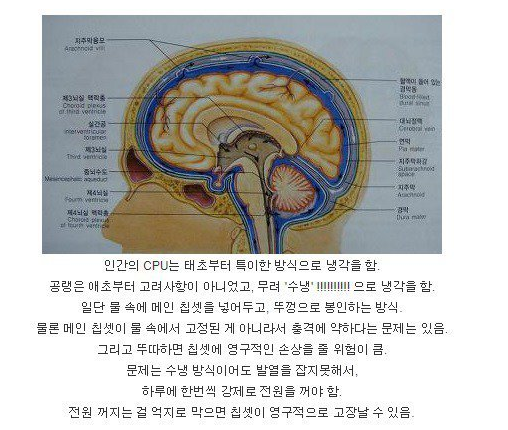 지주막융모
Arachnoid villi
제3뇌실 맥락총
Choroid plexus
of third ventricle
실간공
Interventricular
foramen
제3뇌실
Third ventricle
중뇌수도
Mesencephalic aqueduct
제4뇌실
Fourth ventricle
제4뇌실 맥락총
Choroid plexus
of fourth ventricle
혈액이 들어 있는
경막동
Blood-filled
dural sinus
대뇌정맥
Cerebral vein
연막
Pia mater
지주막하강
Subarachnoid
space
지주막
Arachnoid
경막
Dura mater
인간의 CPU는 태초부터 특이한 방식으로 냉각을 함.
공랭은 애초부터 고려사항이 아니었고, 무려 '수냉' !!!!!!!!!! 으로 냉각을 함.
일단 물 속에 메인 칩셋을 넣어두고, 뚜껑으로 봉인하는 방식.
물론 메인 칩셋이 물 속에서 고정된 게 아니라서 충격에 약하다는 문제는 있음.
그리고 뚜따하면 칩셋에 영구적인 손상을 줄 위험이 큼.
문제는 수냉 방식이어도 발열을 잡지못해서,
하루에 한번씩 강제로 전원을 꺼야 함.
전원 꺼지는 걸 억지로 막으면 칩셋이 영구적으로 고장날 수 있음.